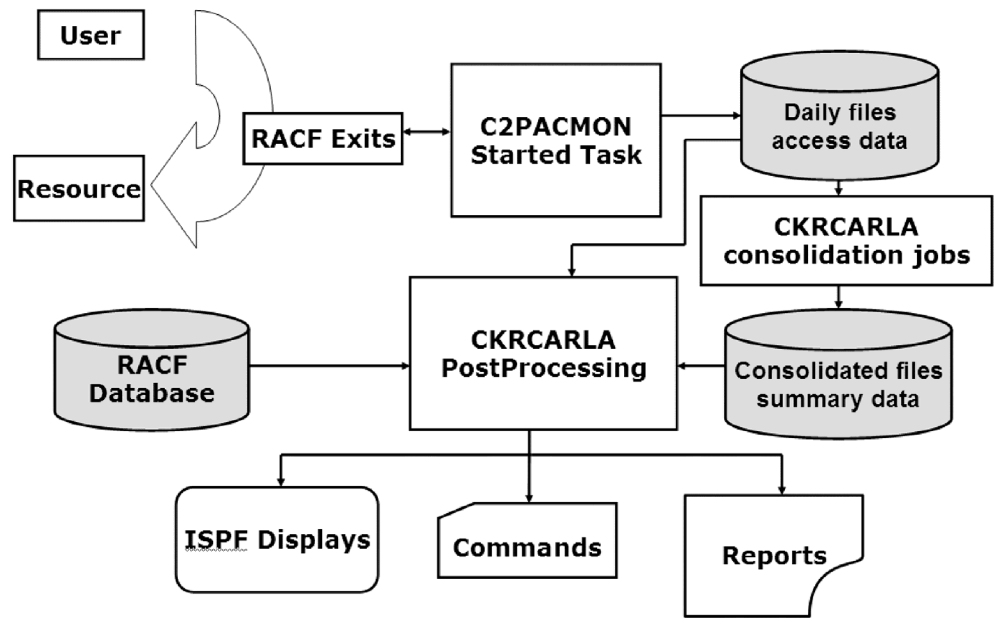 User
RACF Exits
Resource
C2PACMON
Started Task
Daily files
access data
CKRCARLA
consolidation jobs
RACF
Database
CKRCARLA
PostProcessing
Consolidated files
summary data
ISPF Displays
Commands
Reports